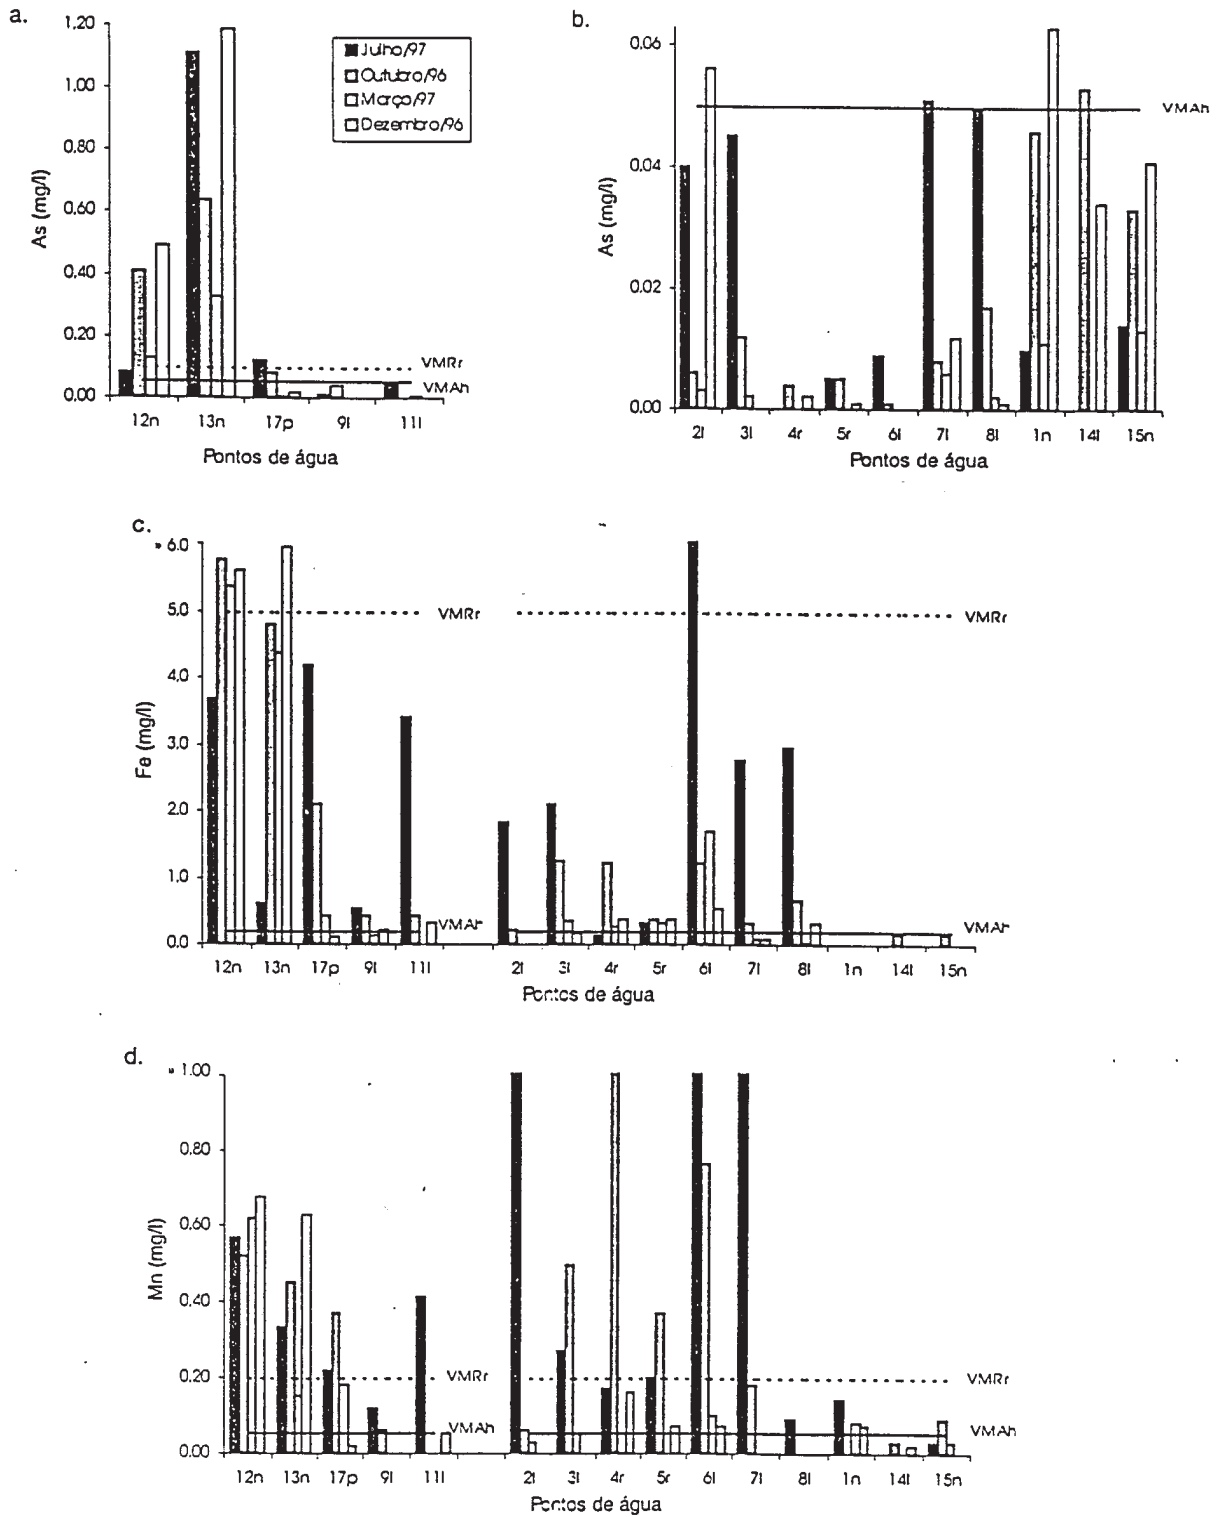 a.
1.20
1.00
0.80
0.60
0.40
0.20
0.00
As (mg/l)
Julho/97
Outubro/96
Março/97
Dezembro/96
VMRr
VMAh
12n 13n 17p 9l 11l
Pontos de água
b.
0.06
0.04
0.02
0.00
As (mg/l)
VMAh
2l 3l 4r 5r 6l 7l 8l 1n 14l 15n
Pontos de água
c.
6.0
5.0
4.0
3.0
2.0
1.0
0.0
Fe (mg/l)
VMRr VMRr
VMAh VMAh
12n 13n 17p 9l 11l 2l 3l 4r 5r 6l 7l 8l 1n 14l 15n
Pontos de água
d.
1.00
0.80
0.60
0.40
0.20
0.00
Mn (mg/l)
VMRr VMRr
VMAh VMAh
12n 13n 17p 9l 11l 2l 3l 4r 5r 6l 7l 8l 1n 14l 15n
Pontos de água